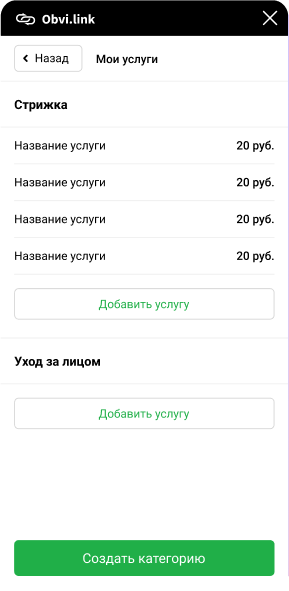 Obvi.link
Назад Мои услуги
Стрижка
Название услуги 20 руб.
Название услуги 20 руб.
Название услуги 20 руб.
Название услуги 20 руб.
Добавить услугу
Уход за лицом
Добавить услугу
Создать категорию